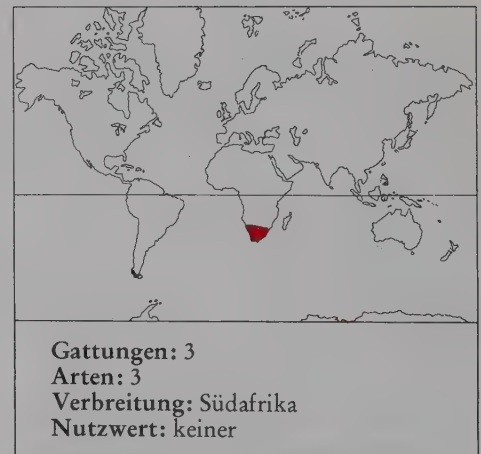 Gattungen: 3
Arten: 3
Verbreitung: Südafrika
Nutzwert: keiner